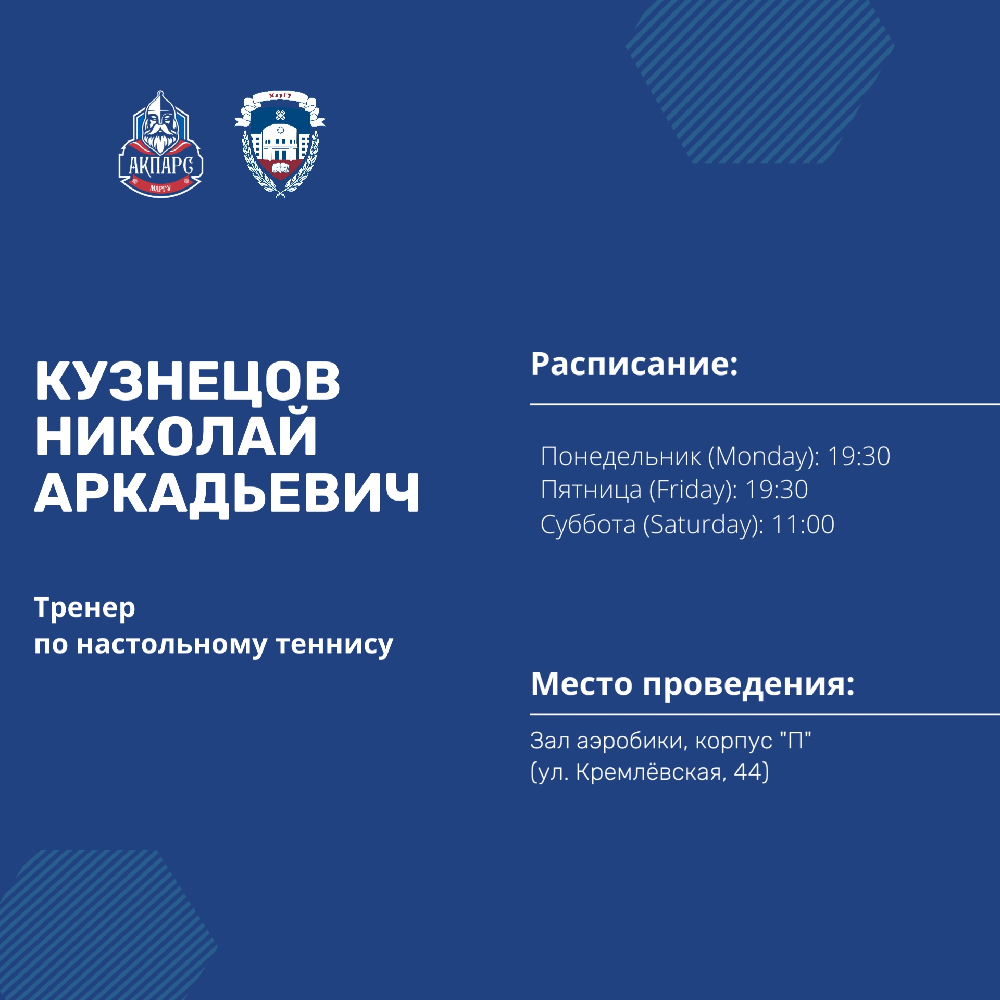 МарГУ
АКПАРС
МАРГУ
КУЗНЕЦОВ
НИКОЛАЙ
АРКАДЬЕВИЧ
Тренер
по настольному теннису
Расписание:
Понедельник (Monday): 19:30
Пятница (Friday): 19:30
Суббота (Saturday): 11:00
Место проведения:
Зал аэробики, корпус "П"
(ул. Кремлёвская, 44)